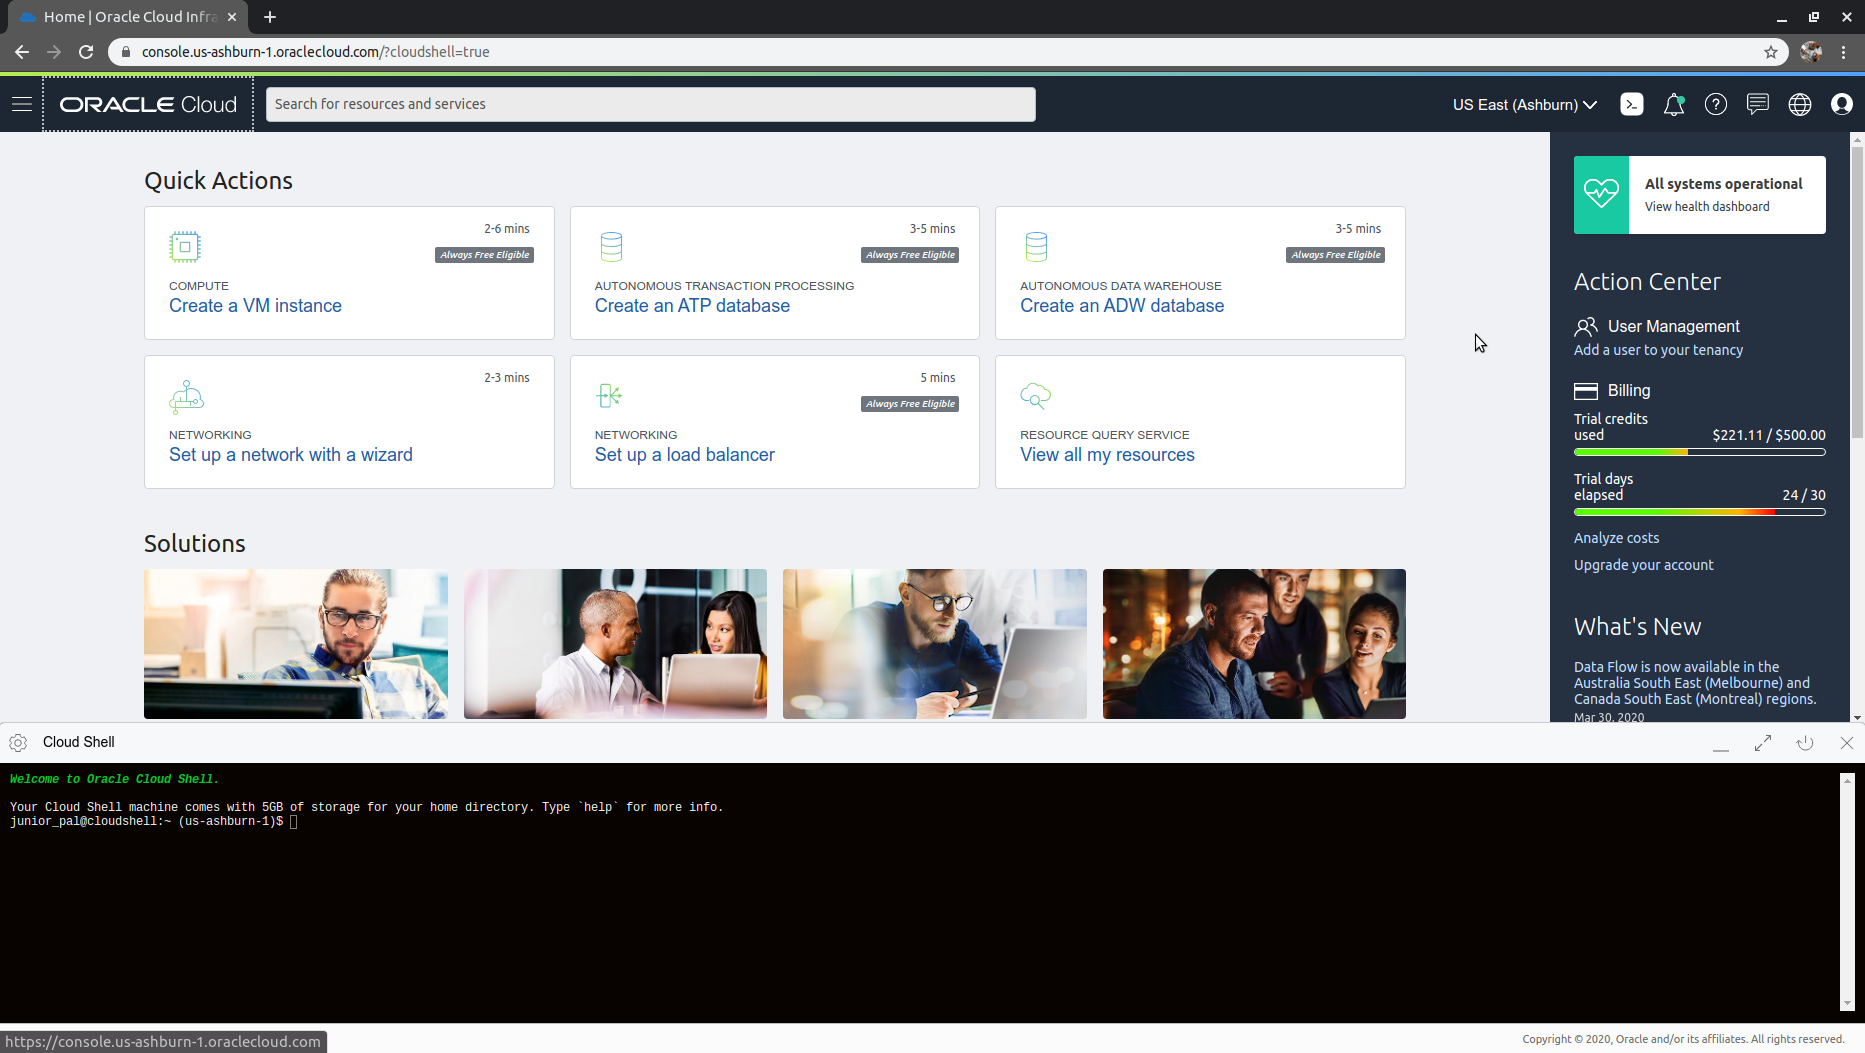 Home | Oracle Cloud Infra
console.us-ashburn-1.oraclecloud.com/?cloudshell=true
ORACLE Cloud
Search for resources and services
US East (Ashburn)
Quick Actions
2-6 mins
Always Free Eligible
COMPUTE
Create a VM instance
3-5 mins
Always Free Eligible
AUTONOMOUS TRANSACTION PROCESSING
Create an ATP database
3-5 mins
Always Free Eligible
AUTONOMOUS DATA WAREHOUSE
Create an ADW database
2-3 mins
NETWORKING
Set up a network with a wizard
5 mins
Always Free Eligible
NETWORKING
Set up a load balancer
RESOURCE QUERY SERVICE
View all my resources
Solutions
All systems operational
View health dashboard
Action Center
User Management
Add a user to your tenancy
Billing
Trial credits
used $221.11 / $500.00
Trial days
elapsed 24 / 30
Analyze costs
Upgrade your account
What's New
Data Flow is now available in the
Australia South East (Melbourne) and
Canada South East (Montreal) regions.
Mar 30, 2020
Cloud Shell
Welcome to Oracle Cloud Shell.
Your Cloud Shell machine comes with 5GB of storage for your home directory. Type `help` for more info.
junior_pal@cloudshell:~ (us-ashburn-1)$
https://console.us-ashburn-1.oraclecloud.com
Copyright © 2020, Oracle and/or its affiliates. All rights reserved.